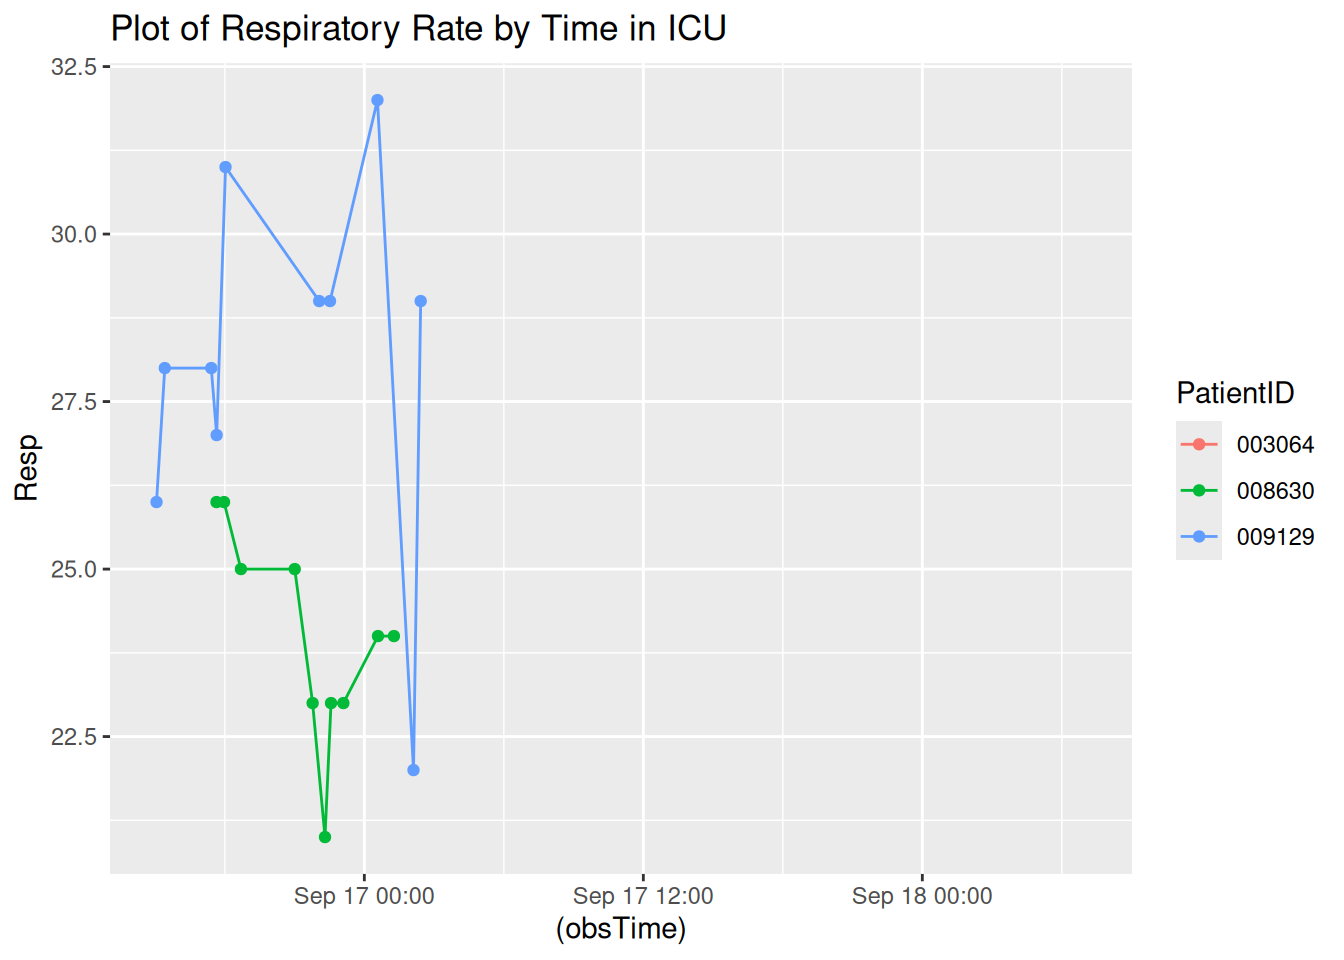 Plot of Respiratory Rate by Time in ICU
32.5
30.0
27.5
25.0
22.5
Resp
Sep 17 00:00
Sep 17 12:00
Sep 18 00:00
(obsTime)
PatientID
003064
008630
009129